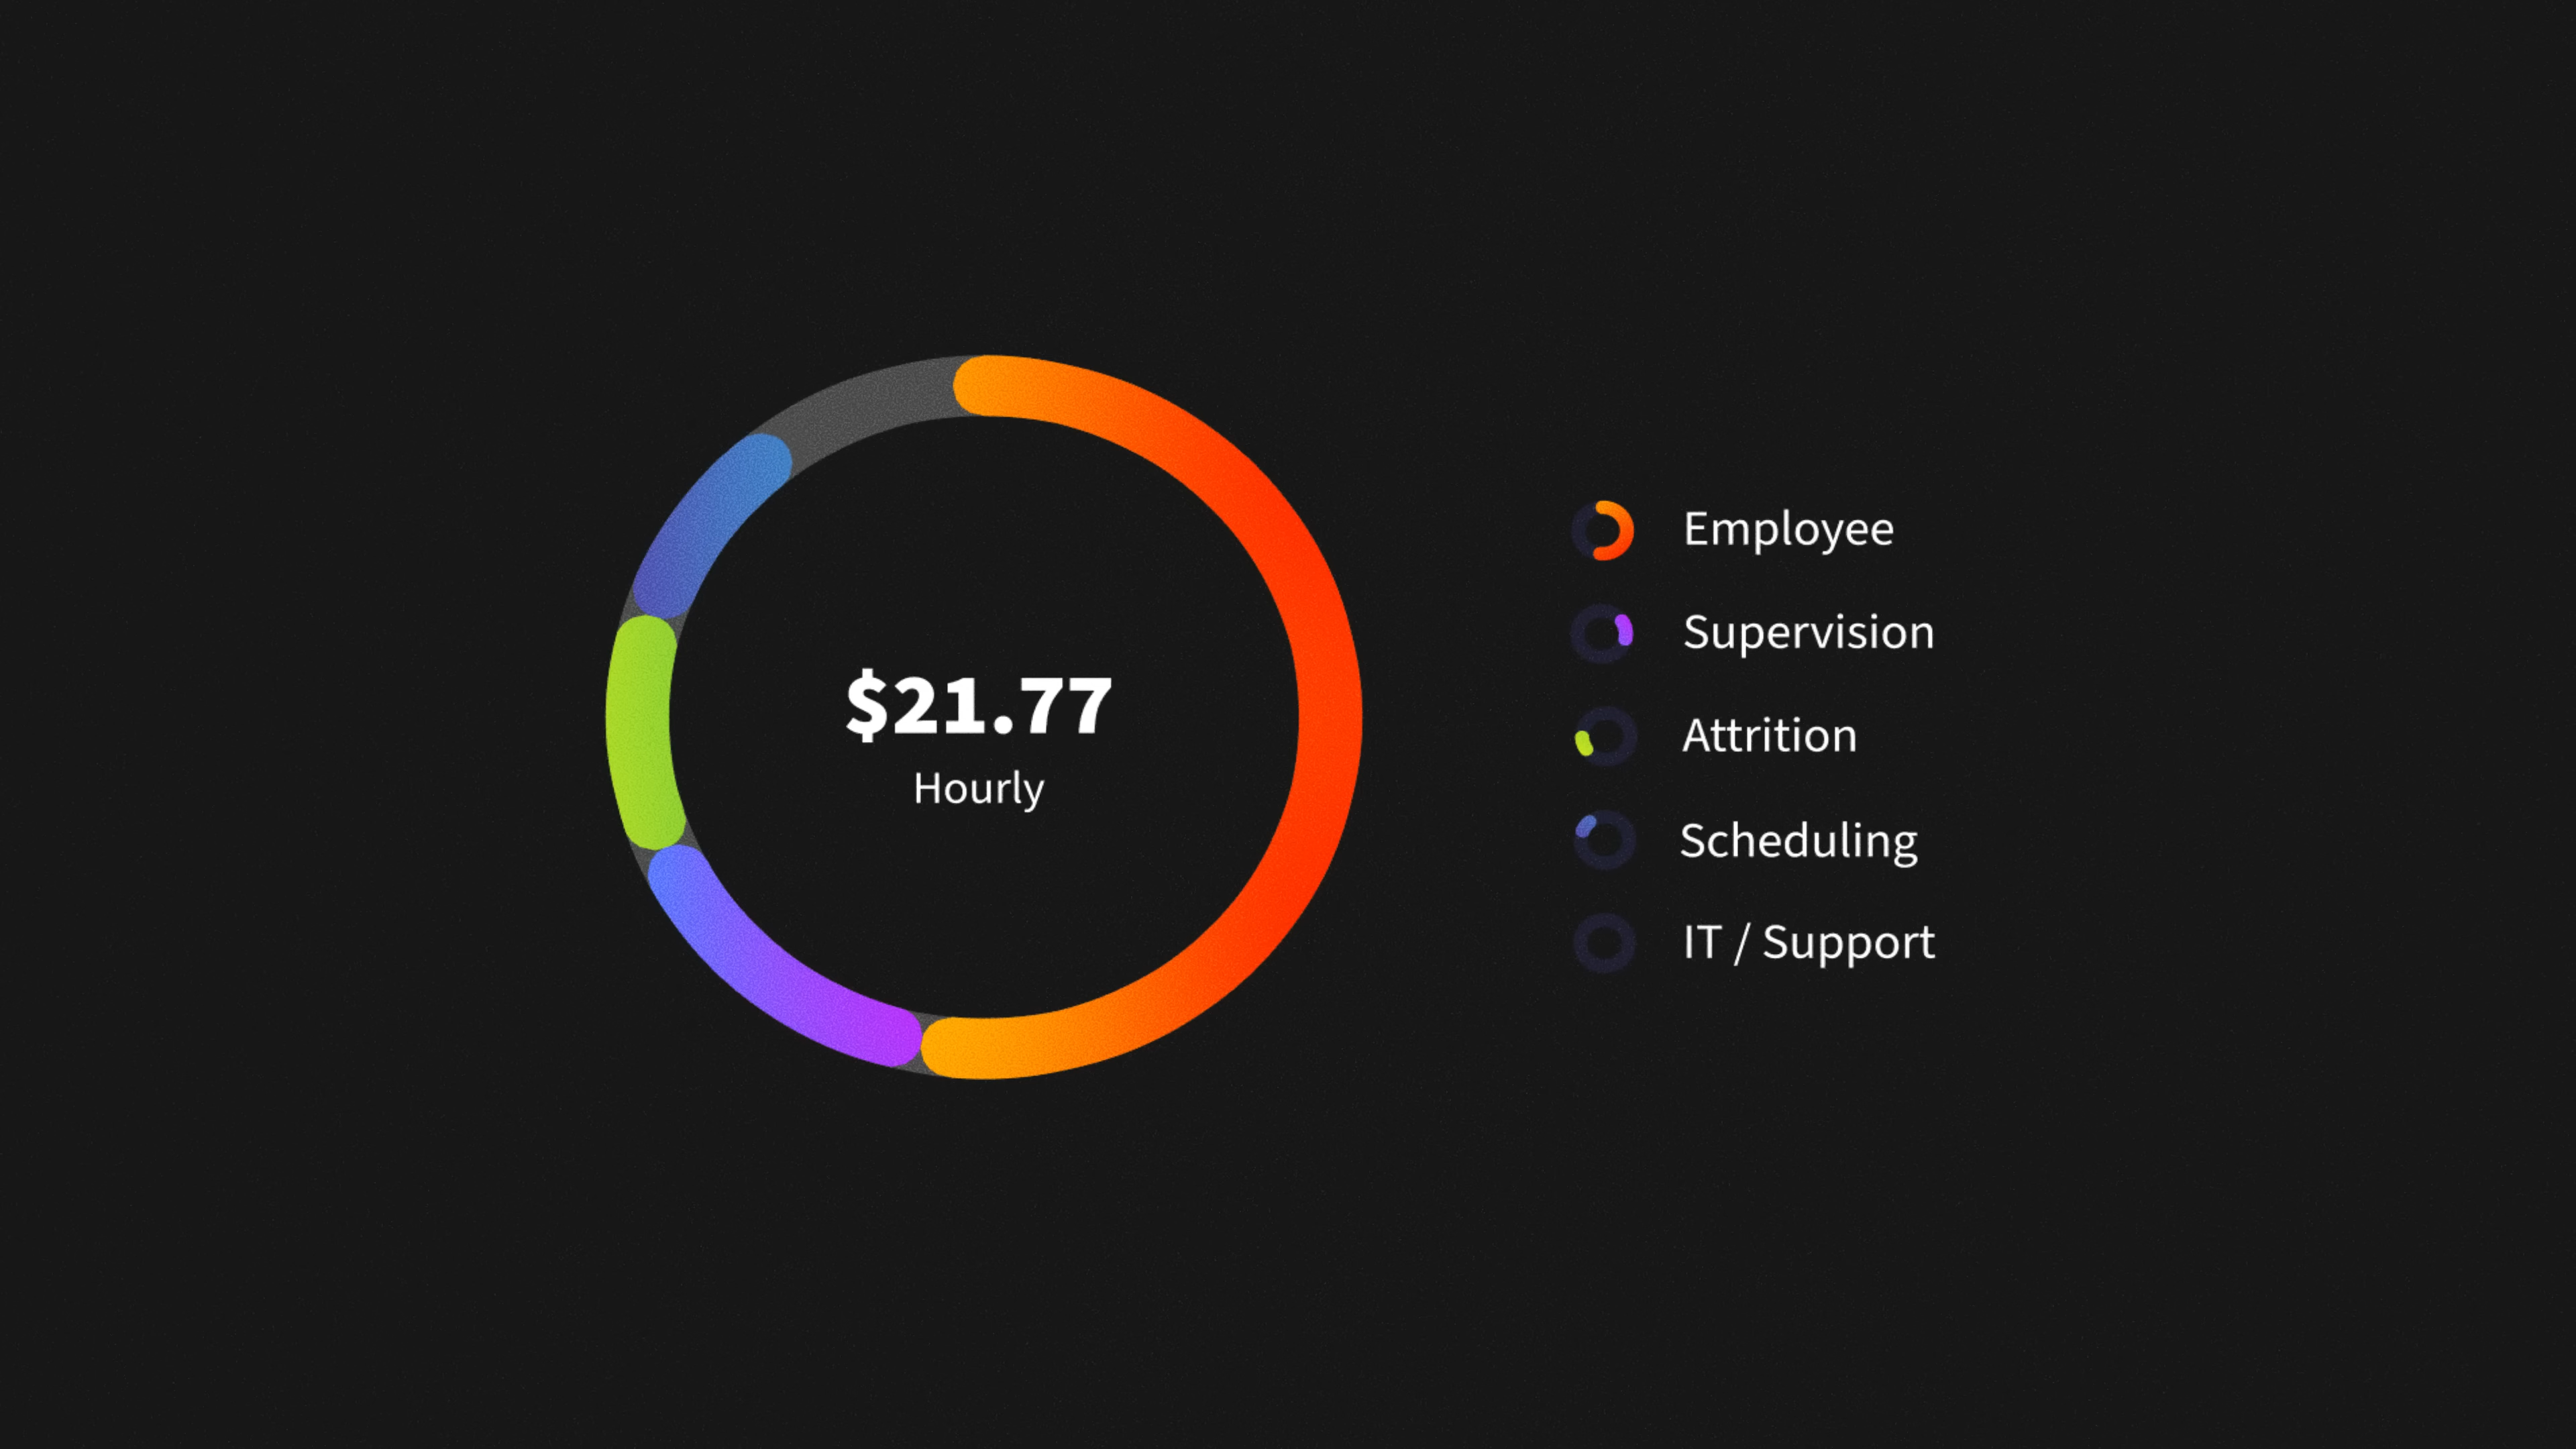 $21.77
Hourly
Employee
Supervision
Attrition
Scheduling
IT / Support